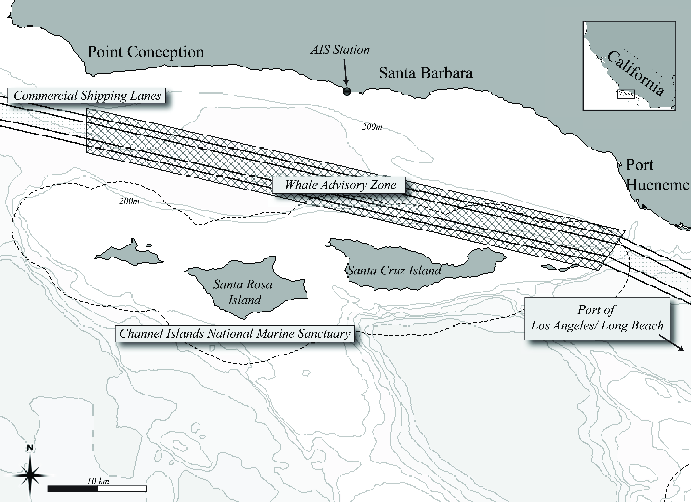 Point Conception
AIS Station
Santa Barbara
California
Commercial Shipping Lanes
200m
Port
Hueneme
Whale Advisory Zone
200m
Santa Cruz Island
Santa Rosa
Island
Port of
Los Angeles/ Long Beach
Channel Islands National Marine Sanctuary
N
10 km